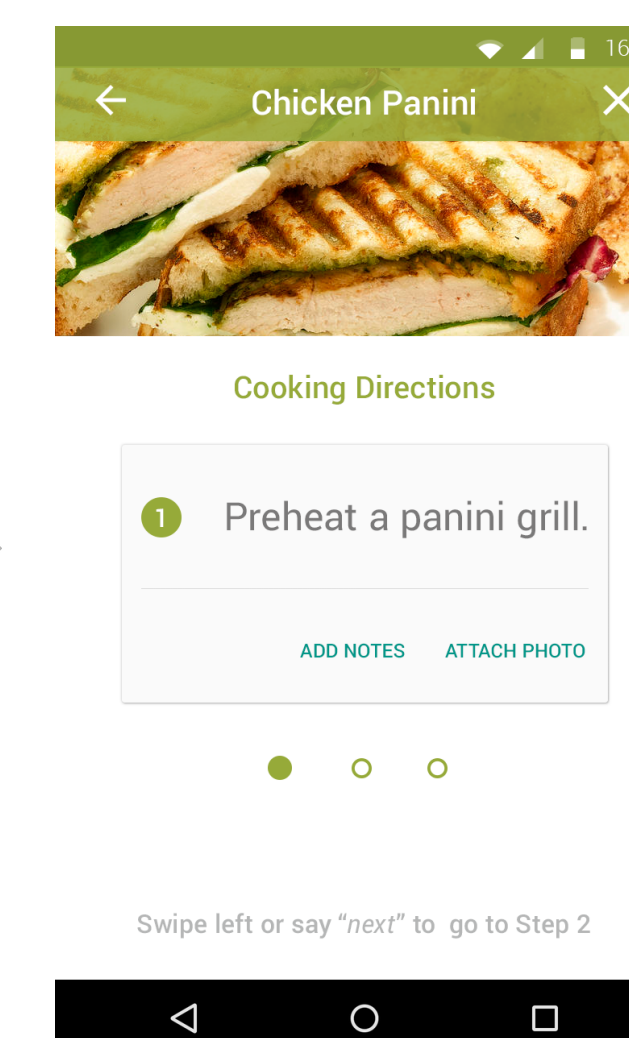 16
Chicken Panini
Cooking Directions
1 Preheat a panini grill.
ADD NOTES ATTACH PHOTO
Swipe left or say “next” to go to Step 2